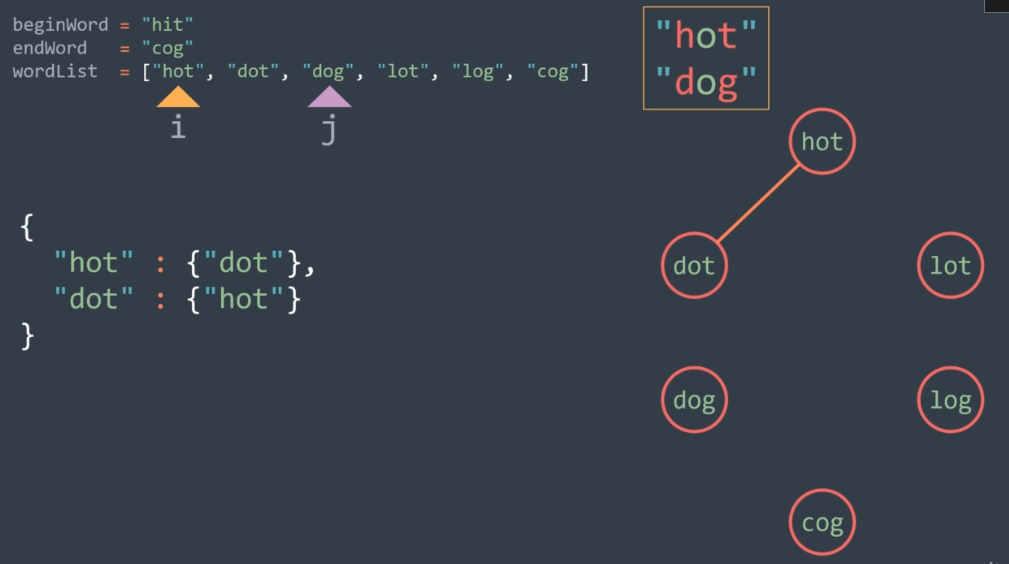 beginWord = "hit"
endWord = "cog"
wordList = ["hot", "dot", "dog", "lot", "log", "cog"]
i
j
"hot"
"dog"
{
"hot" : {"dot"},
"dot" : {"hot"}
}
hot
dot
lot
dog
log
cog